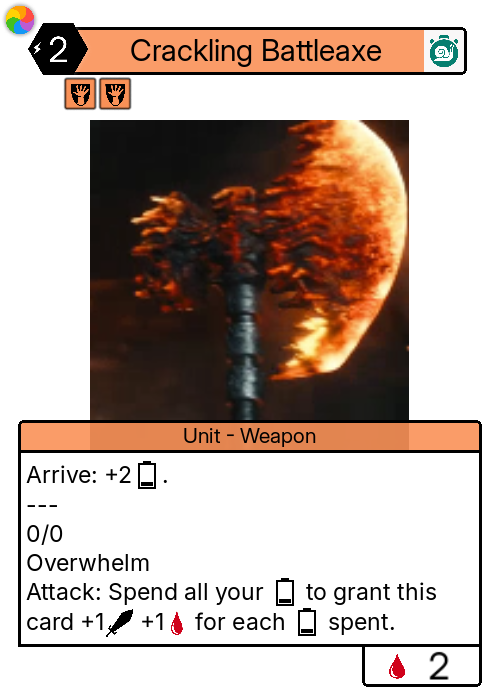 2
Crackling Battleaxe
Unit - Weapon
Arrive: +2 .
---
0/0
Overwhelm
Attack: Spend all your to grant this
card +1 +1 for each spent.
2